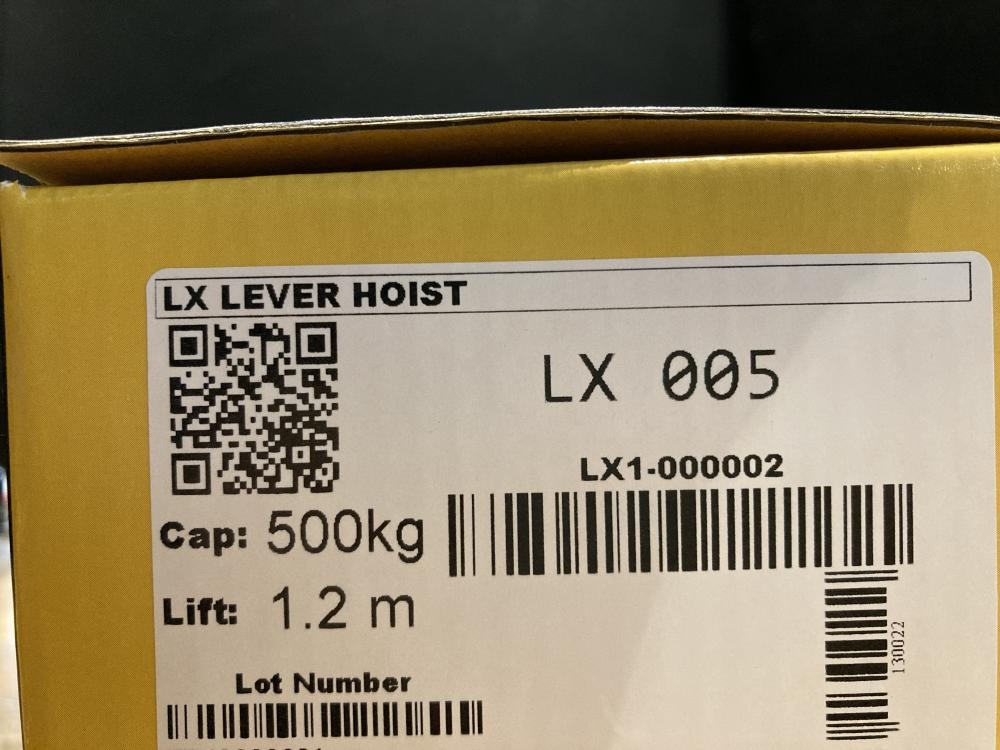 LX LEVER HOIST
LX 005
LX1-000002
Cap: 500kg
Lift: 1.2 m
130022
Lot Number